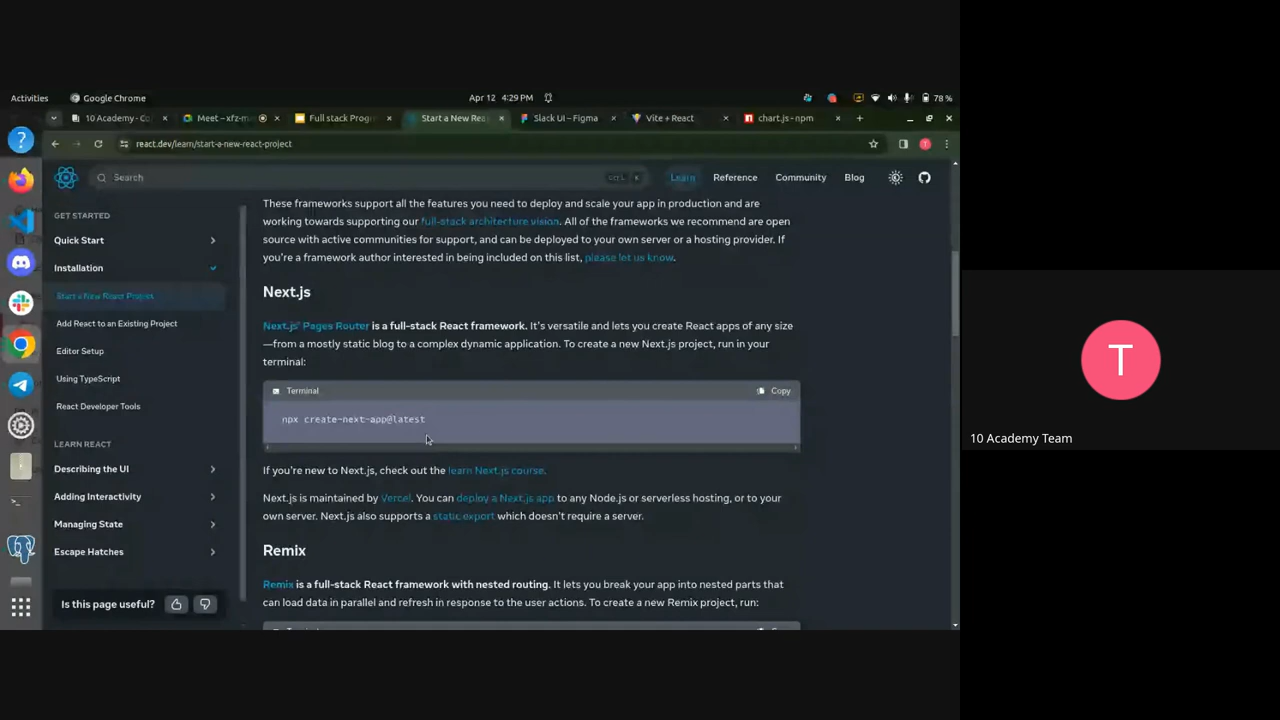 Activities
Google Chrome
Apr 12 4:29 PM
78 %
10 Academy - Co
Meet – xfz-m
Full stack Progr
Start a New Rea
Slack UI – Figma
Vite + React
chart.js - npm
react.dev/learn/start-a-new-react-project
Search
Ctrl K
Learn
Reference
Community
Blog
GET STARTED
Quick Start
Installation
Start a New React Project
Add React to an Existing Project
Editor Setup
Using TypeScript
React Developer Tools
LEARN REACT
Describing the UI
Adding Interactivity
Managing State
Escape Hatches
Is this page useful?
These frameworks support all the features you need to deploy and scale your app in production and are
working towards supporting our full-stack architecture vision. All of the frameworks we recommend are open
source with active communities for support, and can be deployed to your own server or a hosting provider. If
you're a framework author interested in being included on this list, please let us know.
Next.js
Next.js' Pages Router is a full-stack React framework. It's versatile and lets you create React apps of any size
—from a mostly static blog to a complex dynamic application. To create a new Next.js project, run in your
terminal:
Terminal
Copy
npx create-next-app@latest
If you're new to Next.js, check out the learn Next.js course.
Next.js is maintained by Vercel. You can deploy a Next.js app to any Node.js or serverless hosting, or to your
own server. Next.js also supports a static export which doesn't require a server.
Remix
Remix is a full-stack React framework with nested routing. It lets you break your app into nested parts that
can load data in parallel and refresh in response to the user actions. To create a new Remix project, run:
T
10 Academy Team